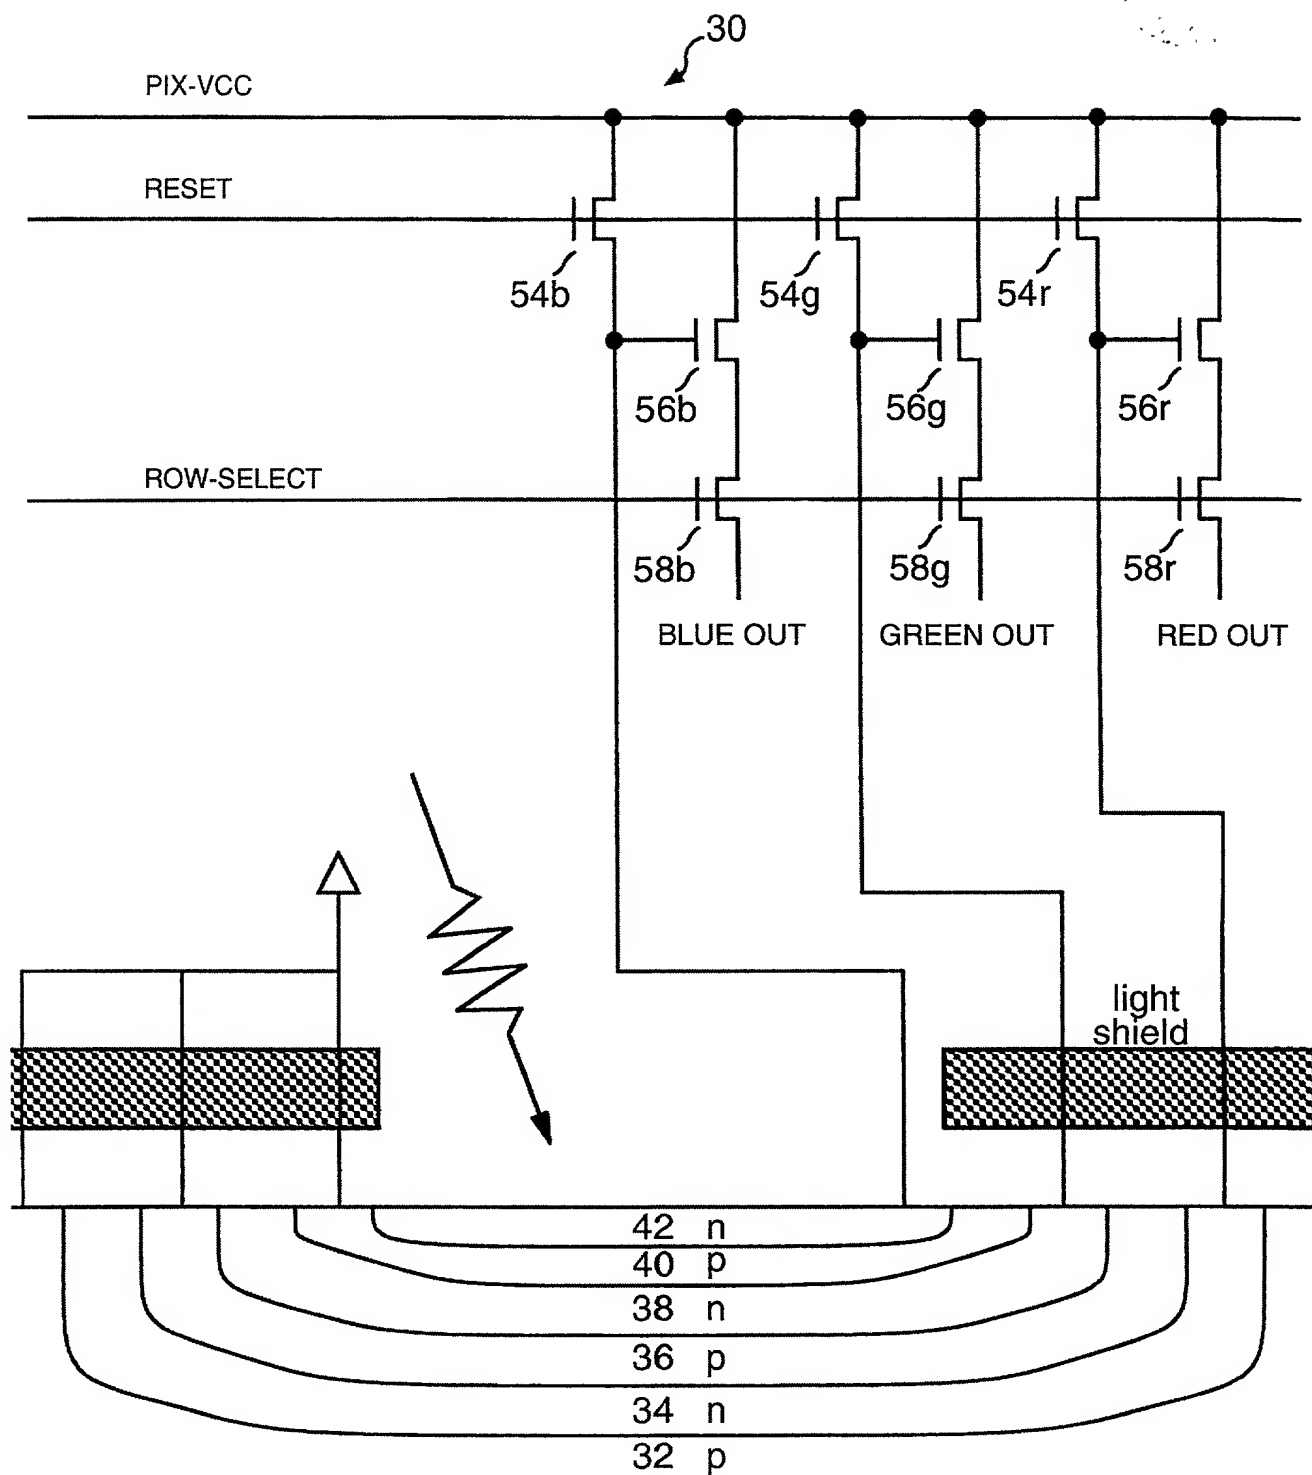 30
PIX-VCC
RESET
54b
54g
54r
56b
56g
56r
ROW-SELECT
58b
58g
58r
BLUE OUT
GREEN OUT
RED OUT
light
shield
42 n
40 p
38 n
36 p
34 n
32 p